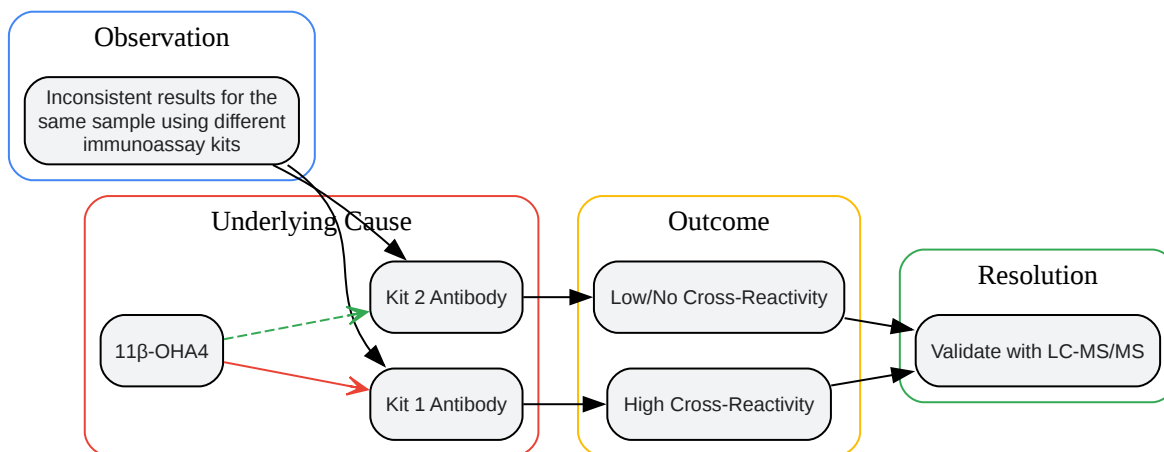 Observation
Inconsistent results for the
same sample using different
immunoassay kits
Underlying Cause
11β-OHA4
Kit 2 Antibody
Kit 1 Antibody
Outcome
Low/No Cross-Reactivity
High Cross-Reactivity
Resolution
Validate with LC-MS/MS